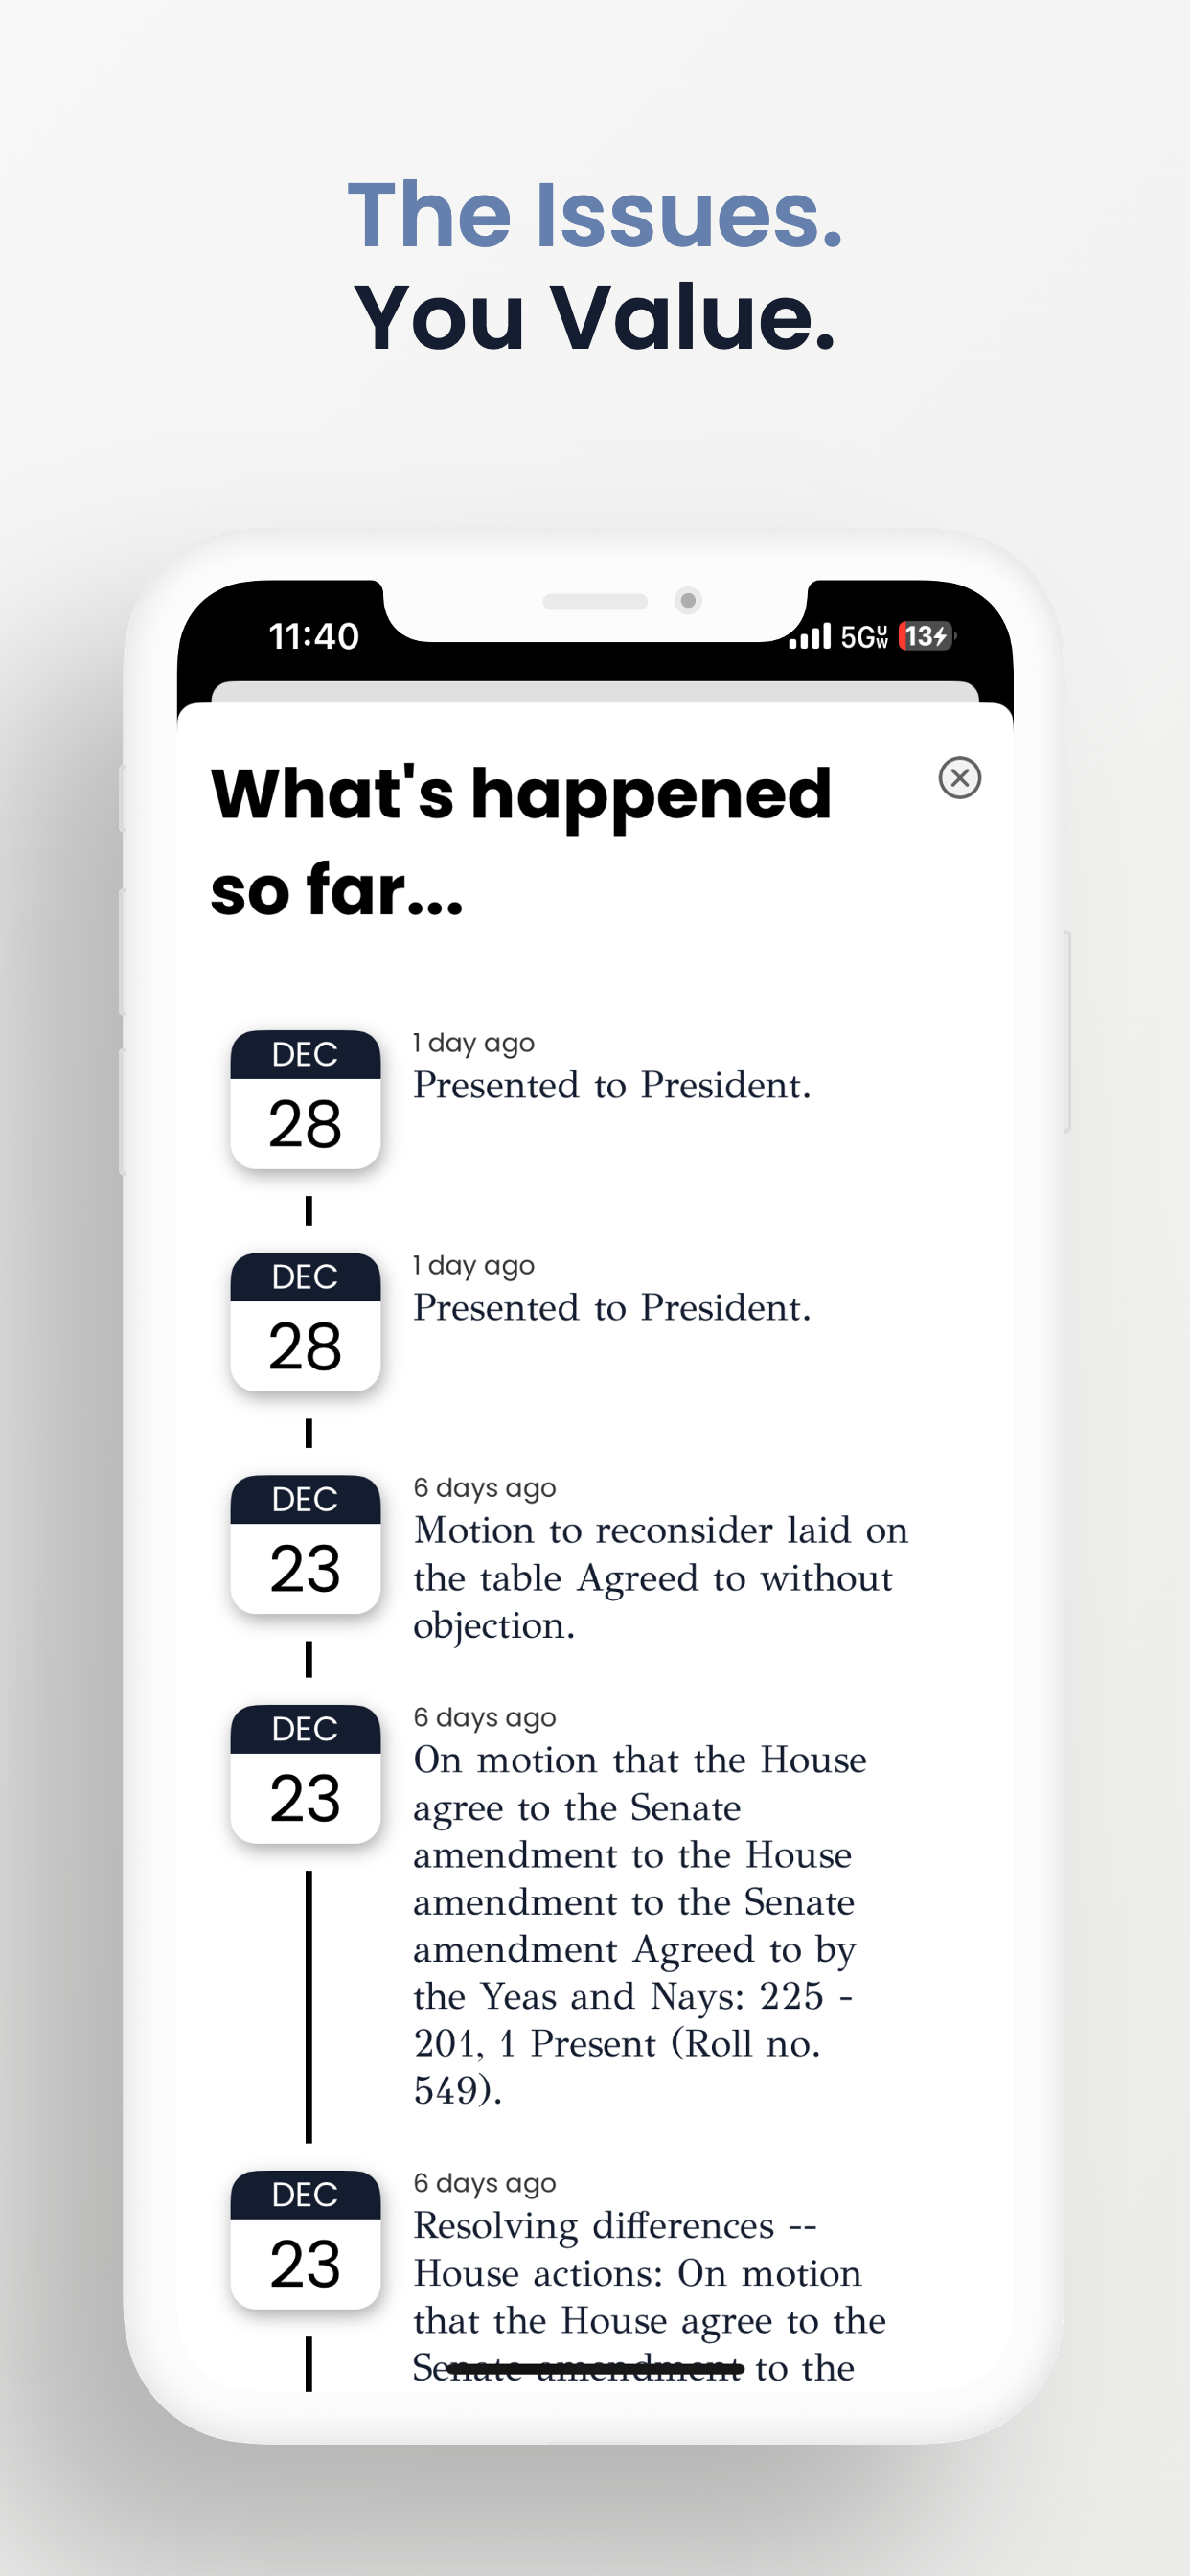 The Issues.
You Value.
11:40
5GUW 13
What's happened
so far...
DEC
28
1 day ago
Presented to President.
DEC
28
1 day ago
Presented to President.
DEC
23
6 days ago
Motion to reconsider laid on
the table Agreed to without
objection.
DEC
23
6 days ago
On motion that the House
agree to the Senate
amendment to the House
amendment to the Senate
amendment Agreed to by
the Yeas and Nays: 225 -
201, 1 Present (Roll no.
549).
DEC
23
6 days ago
Resolving differences --
House actions: On motion
that the House agree to the
Senate amendment to the